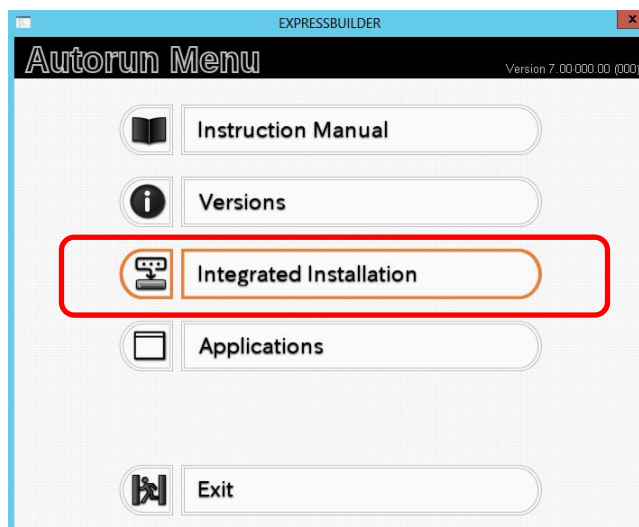 EXPRESSBUILDER
x
Autorun Menu
Version 7.00-000.00 (000)
Instruction Manual
Versions
Integrated Installation
Applications
Exit